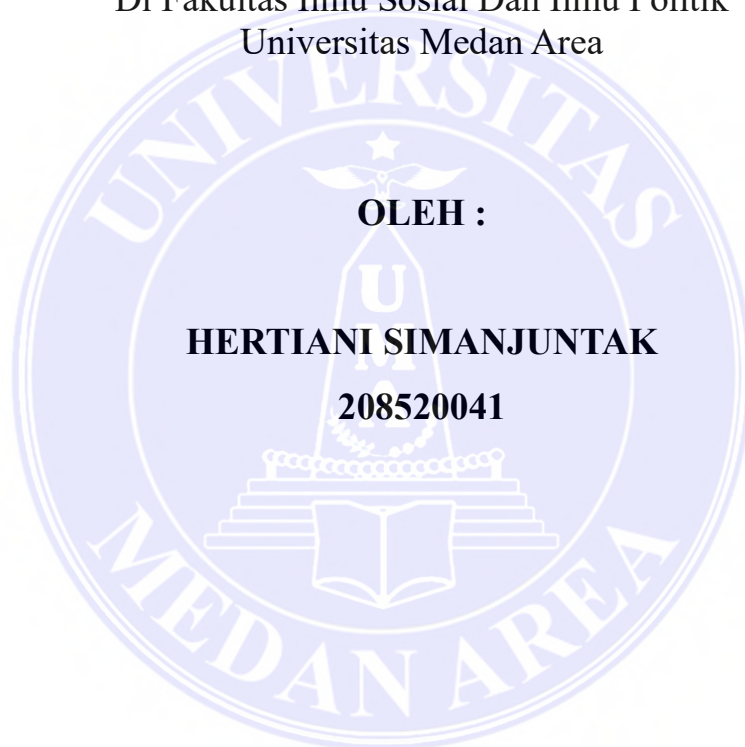 Di Fakultas Ilmu Sosial Dan Ilmu Politik
Universitas Medan Area
UNIVERSITAS
OLEH :
U
M
A
HERTIANI SIMANJUNTAK
208520041
MEDAN AREA